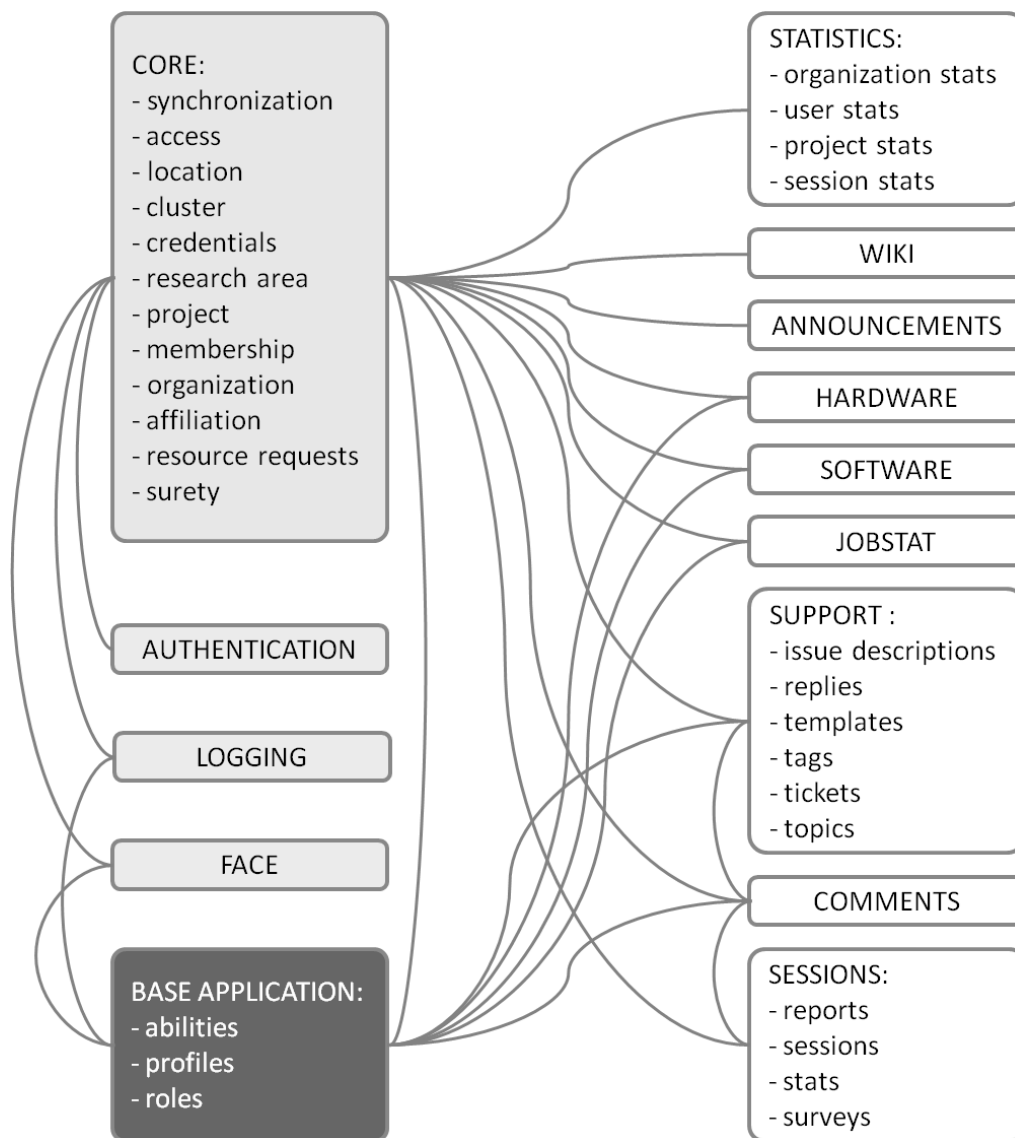 CORE:
- synchronization
- access
- location
- cluster
- credentials
- research area
- project
- membership
- organization
- affiliation
- resource requests
- surety
AUTHENTICATION
LOGGING
FACE
BASE APPLICATION:
- abilities
- profiles
- roles
STATISTICS:
- organization stats
- user stats
- project stats
- session stats
WIKI
ANNOUNCEMENTS
HARDWARE
SOFTWARE
JOBSTAT
SUPPORT :
- issue descriptions
- replies
- templates
- tags
- tickets
- topics
COMMENTS
SESSIONS:
- reports
- sessions
- stats
- surveys